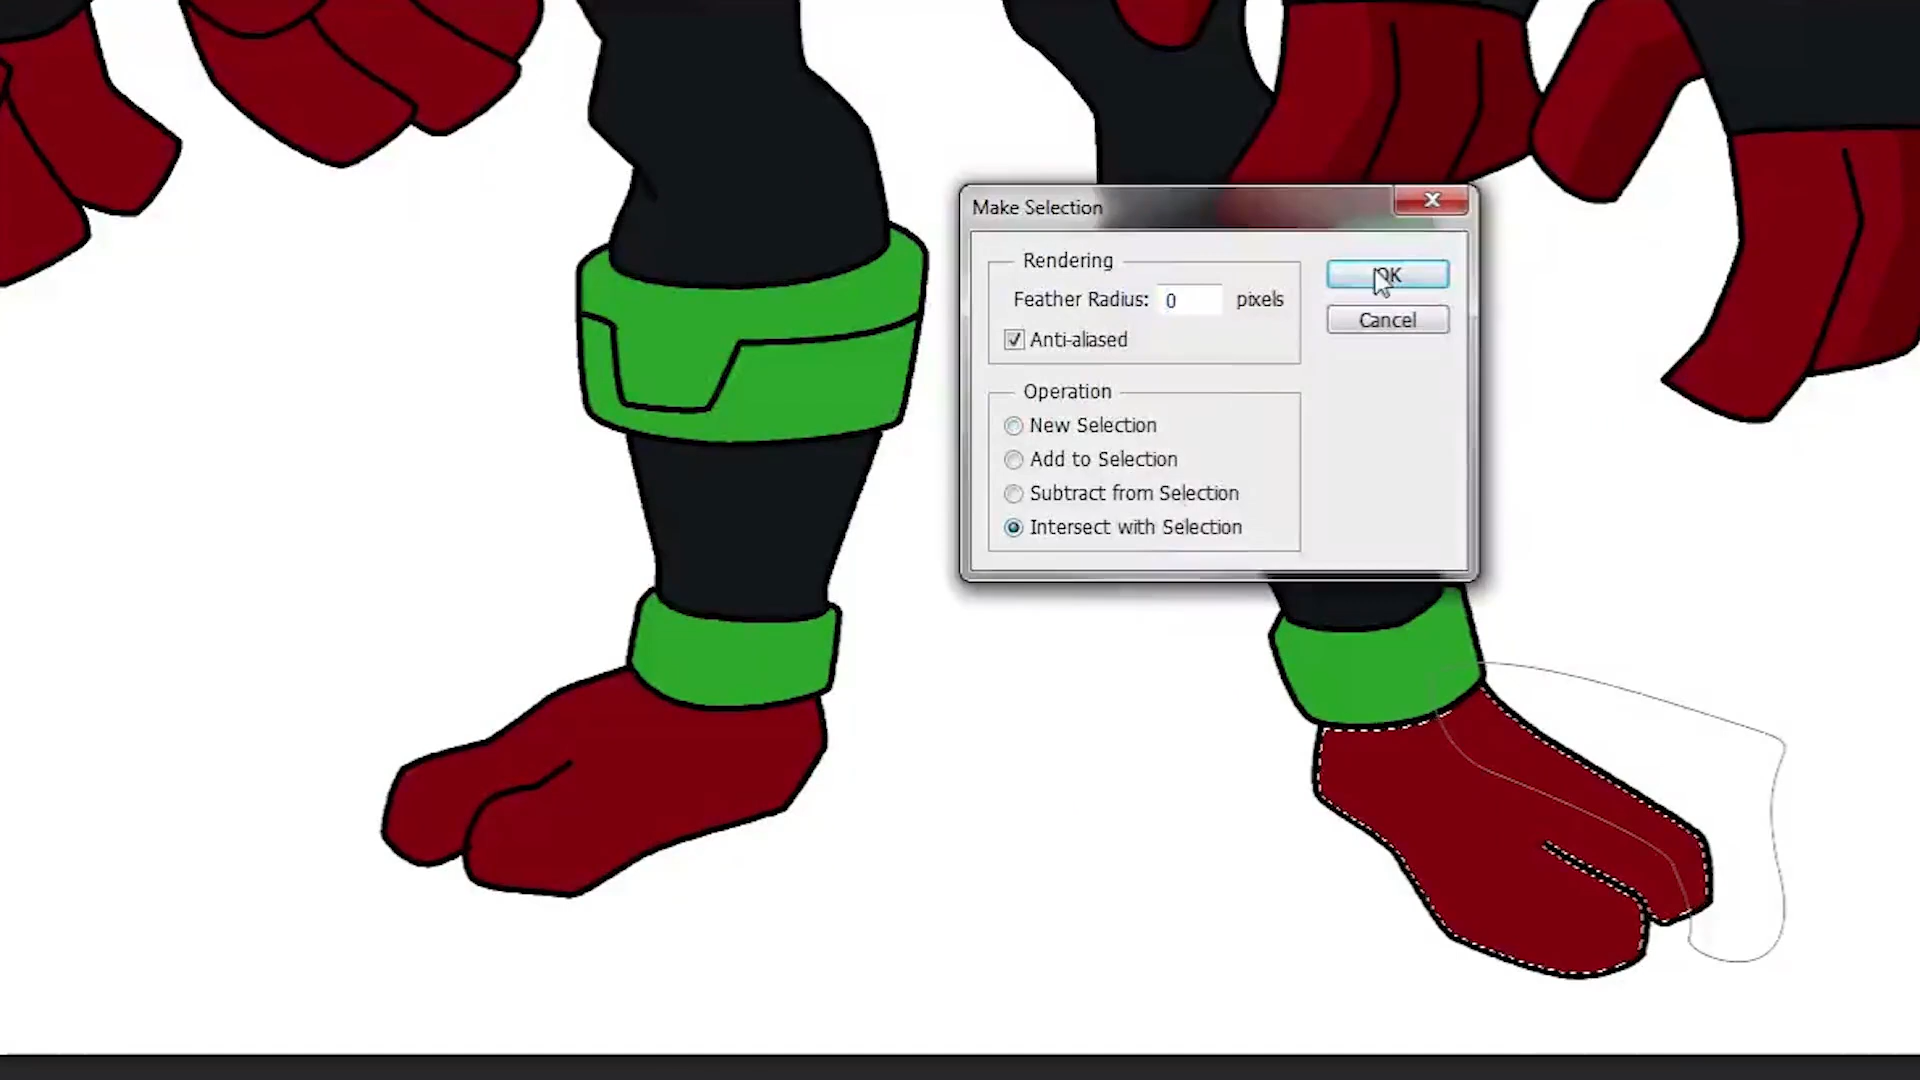 Make Selection
Rendering
Feather Radius: 0 pixels
Anti-aliased
Operation
New Selection
Add to Selection
Subtract from Selection
Intersect with Selection
OK
Cancel